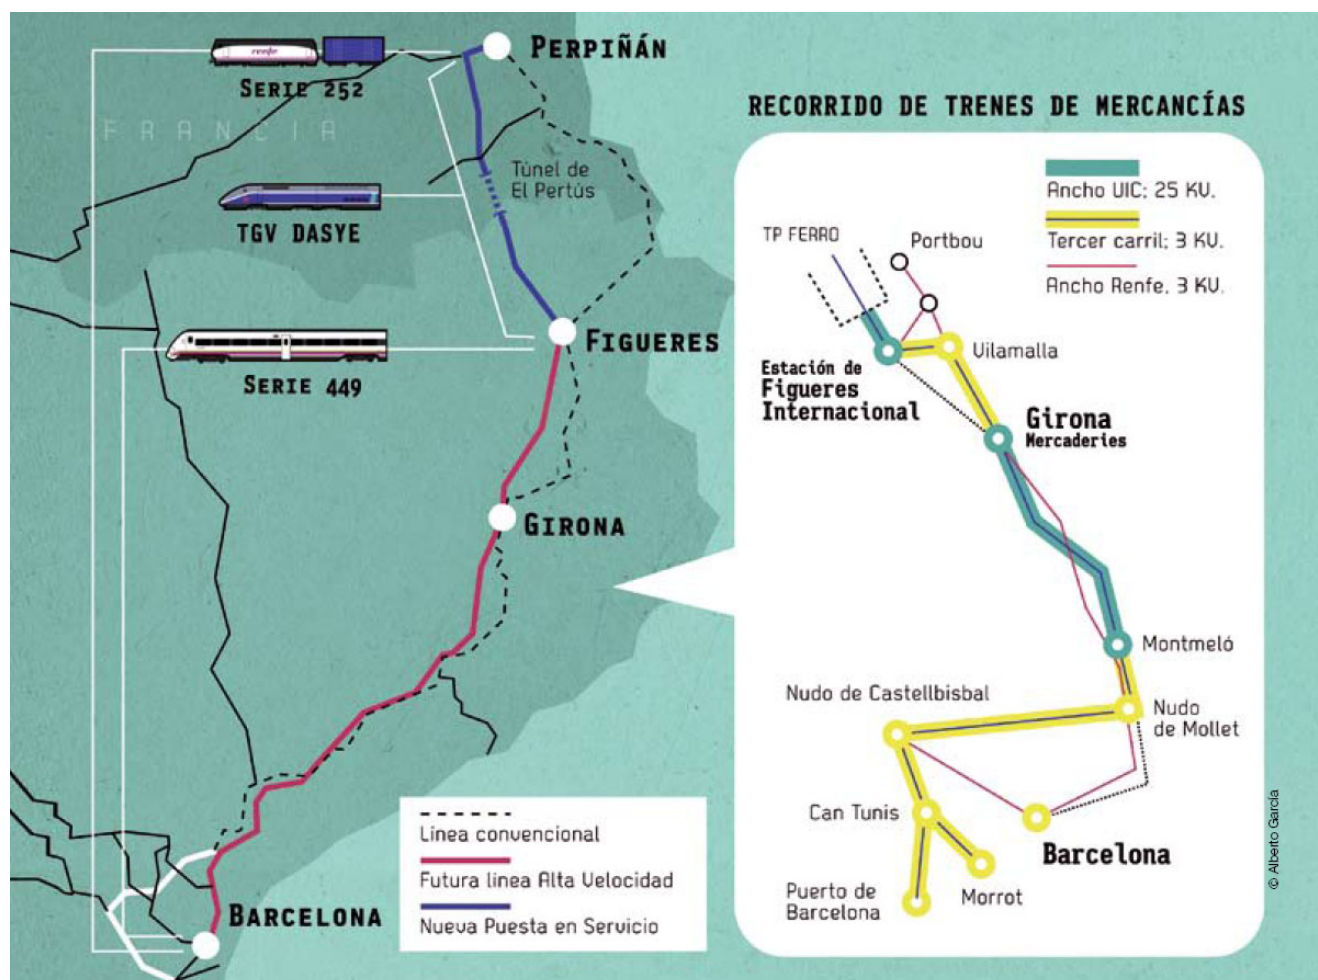 PERPIÑÁN
renfe
SERIE 252
FRANCIA
Túnel de
El Pertús
TGV DASYE
FIGUERES
SERIE 449
GIRONA
BARCELONA
Línea convencional
Futura línea Alta Velocidad
Nueva Puesta en Servicio
RECORRIDO DE TRENES DE MERCANCÍAS
Ancho UIC; 25 KV.
Tercer carril; 3 KV.
Ancho Renfe, 3 KV.
TP FERRO
Portbou
Vilamalla
Estación de
Figueres
Internacional
Girona
Mercaderies
Montmeló
Nudo de Castellbisbal
Nudo
de Mollet
Can Tunis
Barcelona
Puerto de
Barcelona
Morrot
© Alberto García